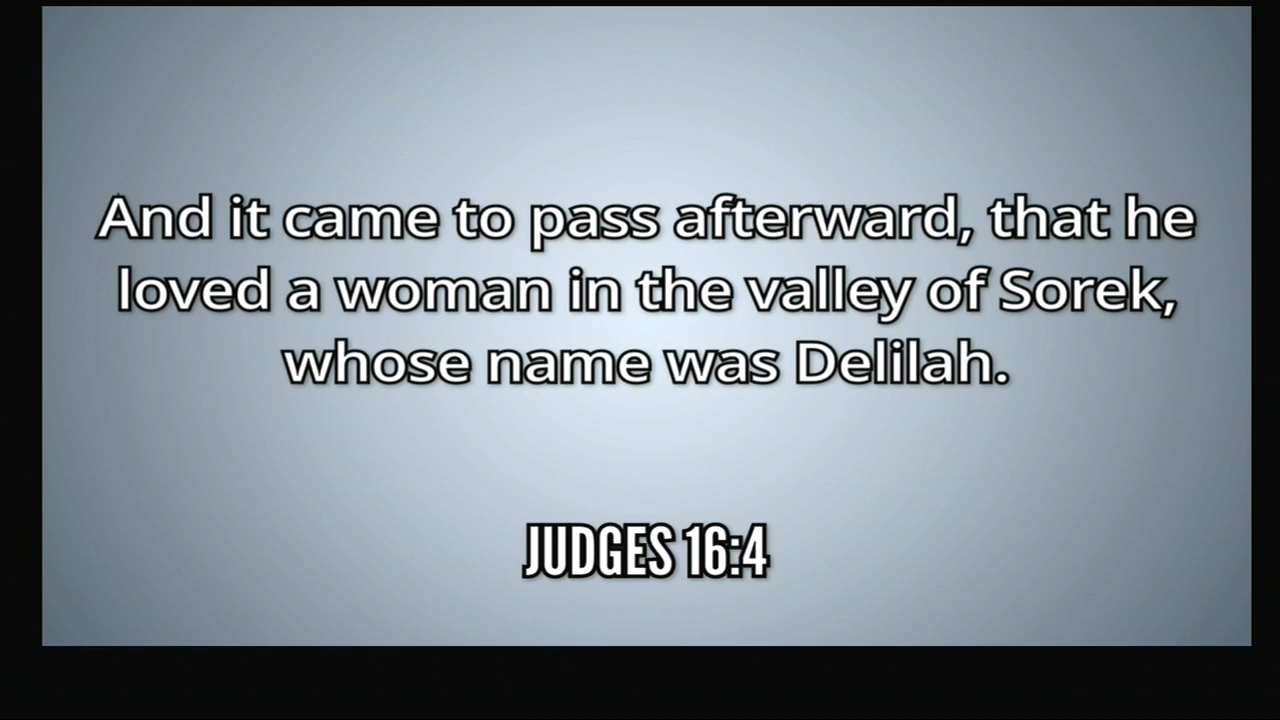 And it came to pass afterward, that he
loved a woman in the valley of Sorek,
whose name was Delilah.
JUDGES 16:4